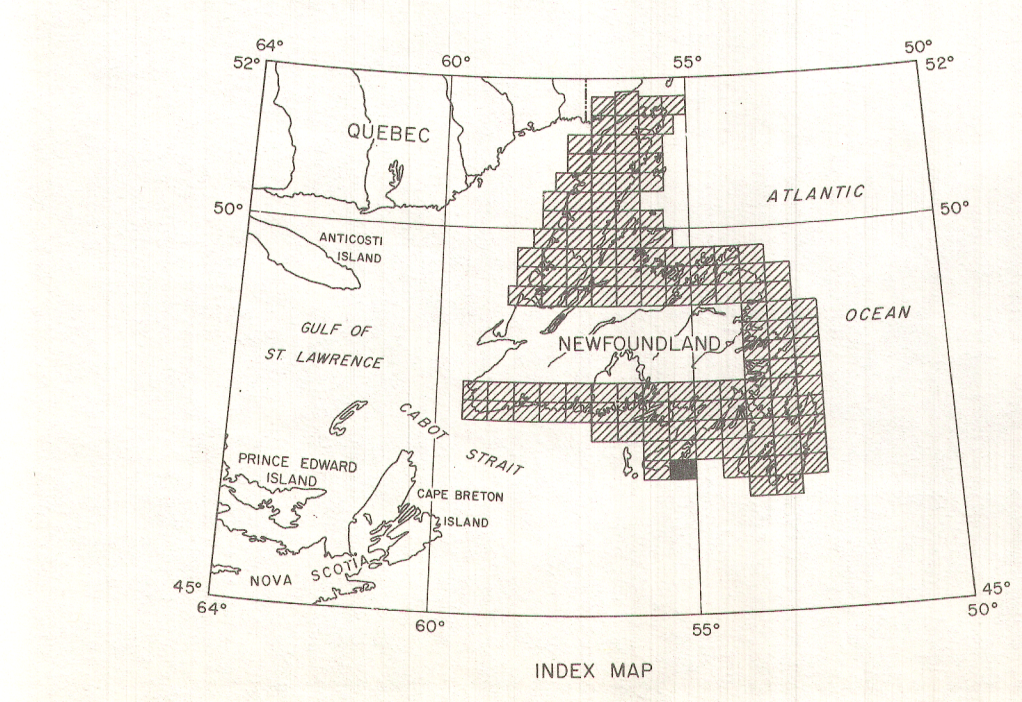 64°
60°
55°
50°
52°
52°
QUEBEC
ATLANTIC
50°
50°
ANTICOSTI
ISLAND
OCEAN
GULF OF
ST. LAWRENCE
NEWFOUNDLAND
CABOT
STRAIT
PRINCE EDWARD
ISLAND
CAPE BRETON
ISLAND
NOVA SCOTIA
45°
45°
64°
60°
55°
50°
INDEX MAP